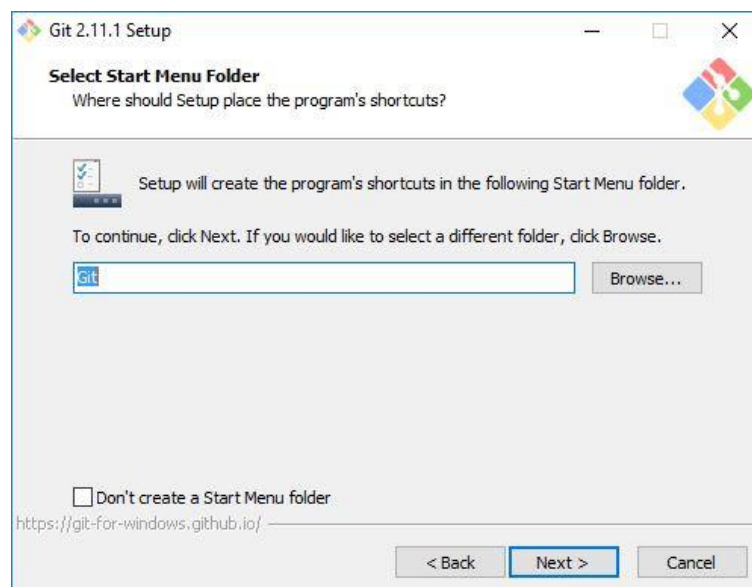 Git 2.11.1 Setup
Select Start Menu Folder
Where should Setup place the program's shortcuts?
Setup will create the program's shortcuts in the following Start Menu folder.
To continue, click Next. If you would like to select a different folder, click Browse.
Git
Browse...
Don't create a Start Menu folder
https://git-for-windows.github.io/
< Back
Next >
Cancel